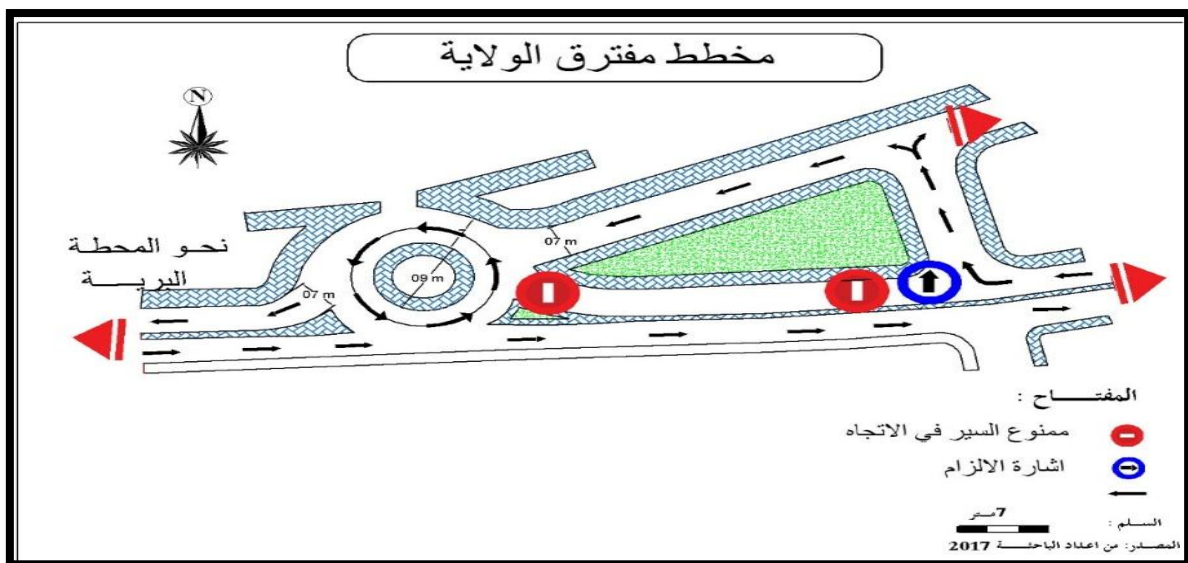 مخطط مفترق الولاية
N
نحو المحطة
البرية
07 m
09 m
07 m
المفتاح :
ممنوع السير في الاتجاه
اشارة الالزام
7متر
السلم :
المصدر: من اعداد الباحثة 2017